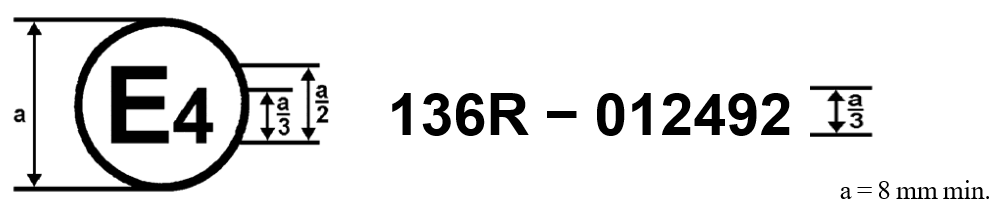 a
E4
a/3
a/2
136R – 012492
a/3
a = 8 mm min.